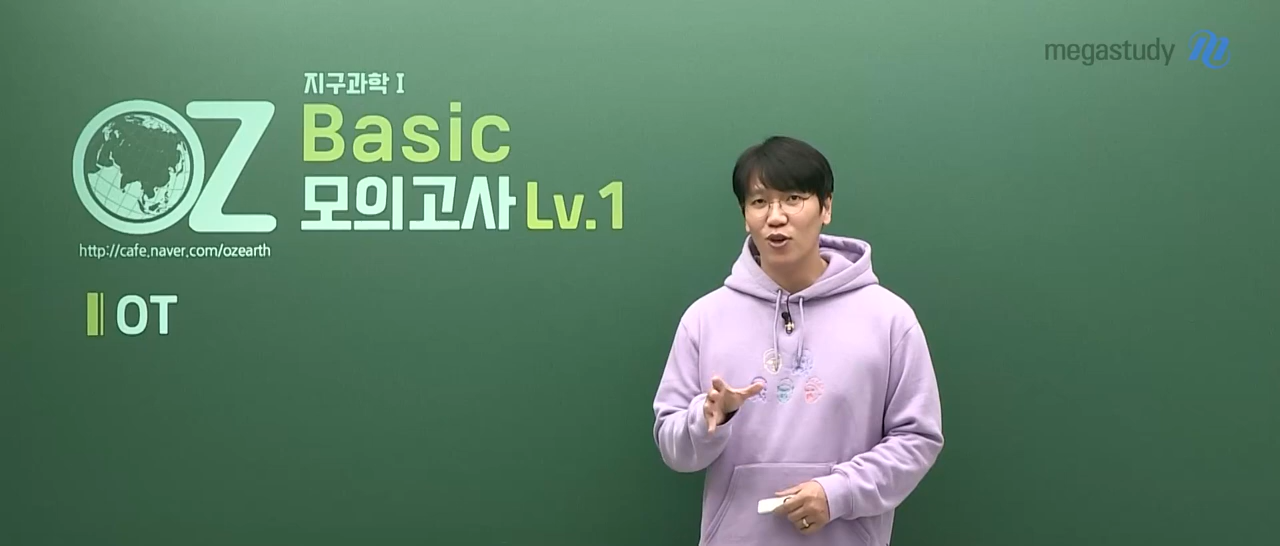 megastudy
지구과학 I
OZ
Basic
모의고사 Lv.1
http://cafe.naver.com/ozearth
OT